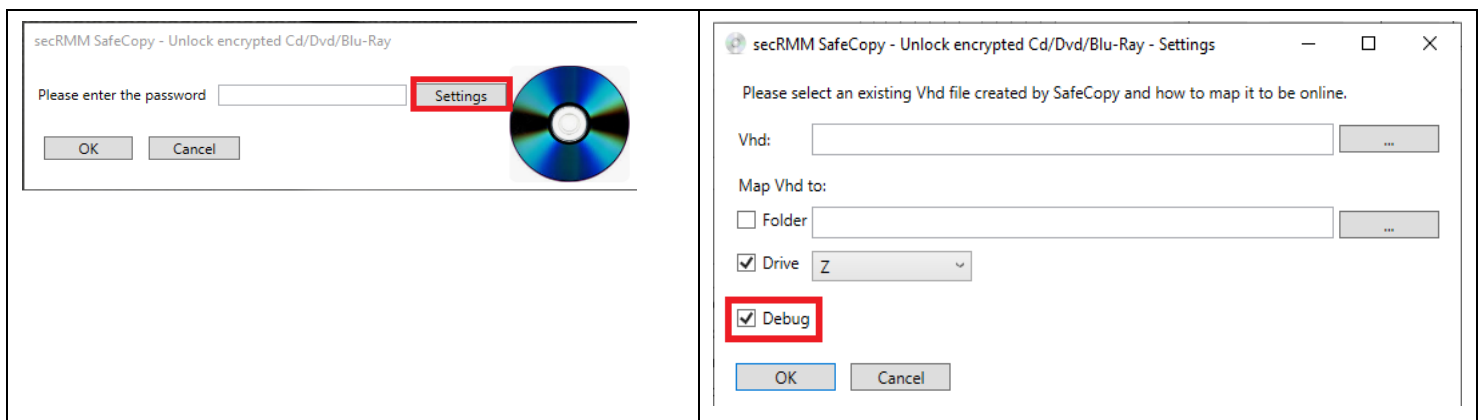 secRMM SafeCopy - Unlock encrypted Cd/Dvd/Blu-Ray
Please enter the password
Settings
OK
Cancel
secRMM SafeCopy - Unlock encrypted Cd/Dvd/Blu-Ray - Settings
Please select an existing Vhd file created by SafeCopy and how to map it to be online.
Vhd:
...
Map Vhd to:
Folder
...
Drive
Z
Debug
OK
Cancel